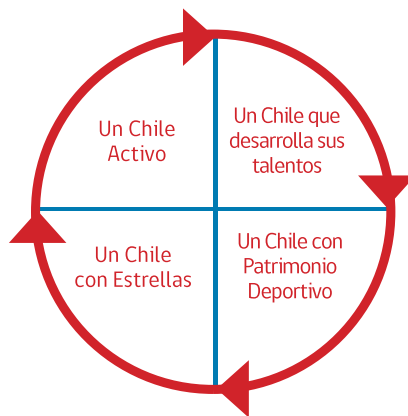 Un Chile
Activo
Un Chile que
desarrolla sus
talentos
Un Chile
con Estrellas
Un Chile con
Patrimonio
Deportivo